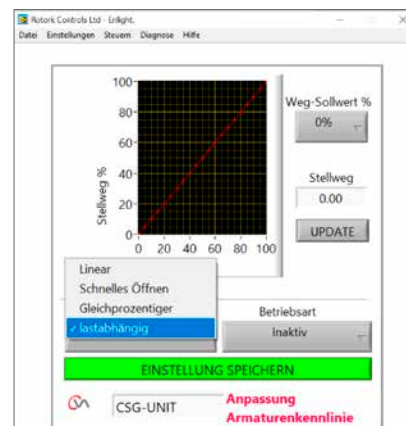 Rotork Controls Ltd - Enlight.
Datei Einstellungen Steuern Diagnose Hilfe
100
80
60
40
20
0
Stellweg %
0 20 40 60 80 100
Weg-Sollwert %
0%
Stellweg
0.00
UPDATE
Linear
Schnelles Öffnen
Gleichprozentiger
✓ lastabhängig
Betriebsart
Inaktiv
EINSTELLUNG SPEICHERN
CSG-UNIT
Anpassung
Armaturenkennlinie